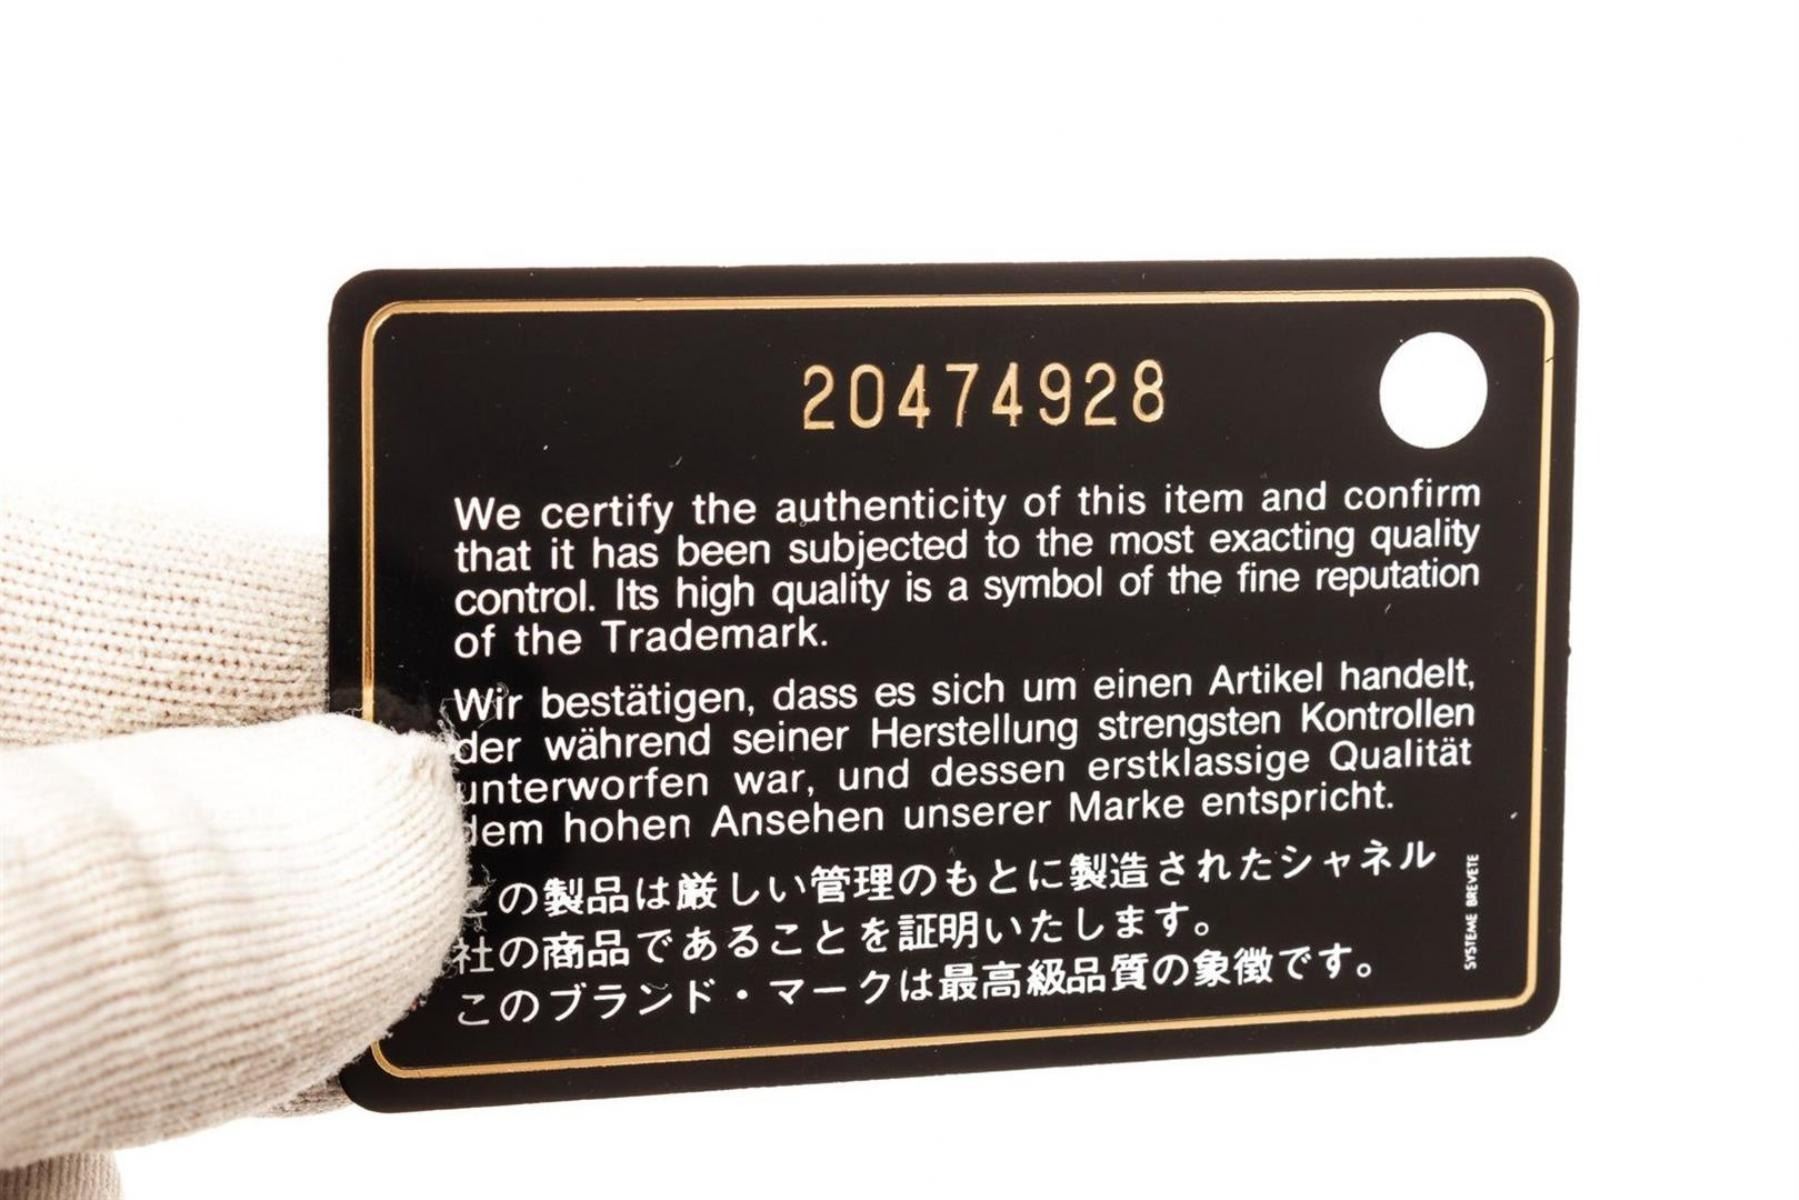 20474928
We certify the authenticity of this item and confirm
that it has been subjected to the most exacting quality
control. Its high quality is a symbol of the fine reputation
of the Trademark.
Wir bestätigen, dass es sich um einen Artikel handelt,
der während seiner Herstellung strengsten Kontrollen
unterworfen war, und dessen erstklassige Qualität
dem hohen Ansehen unserer Marke entspricht.
この製品は厳しい管理のもとに製造されたシャネル
社の商品であることを証明いたします。
このブランド・マークは最高級品質の象徴です。
SYSTEME BREVETE